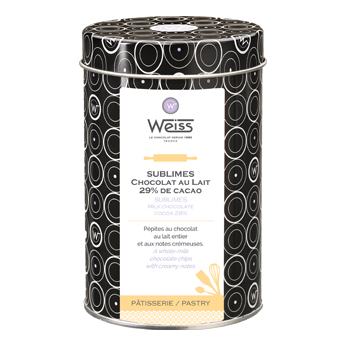 W
Weiss
LE CHOCOLAT DEPUIS 1882
FRANCE
SUBLIMES
CHOCOLAT AU LAIT
29% DE CACAO
SUBLIMES
MILK CHOCOLATE
COCOA 29%
Pépites au chocolat
au lait entier
et aux notes crémeuses.
A whole-milk
chocolate chips
with creamy notes
PÂTISSERIE / PASTRY